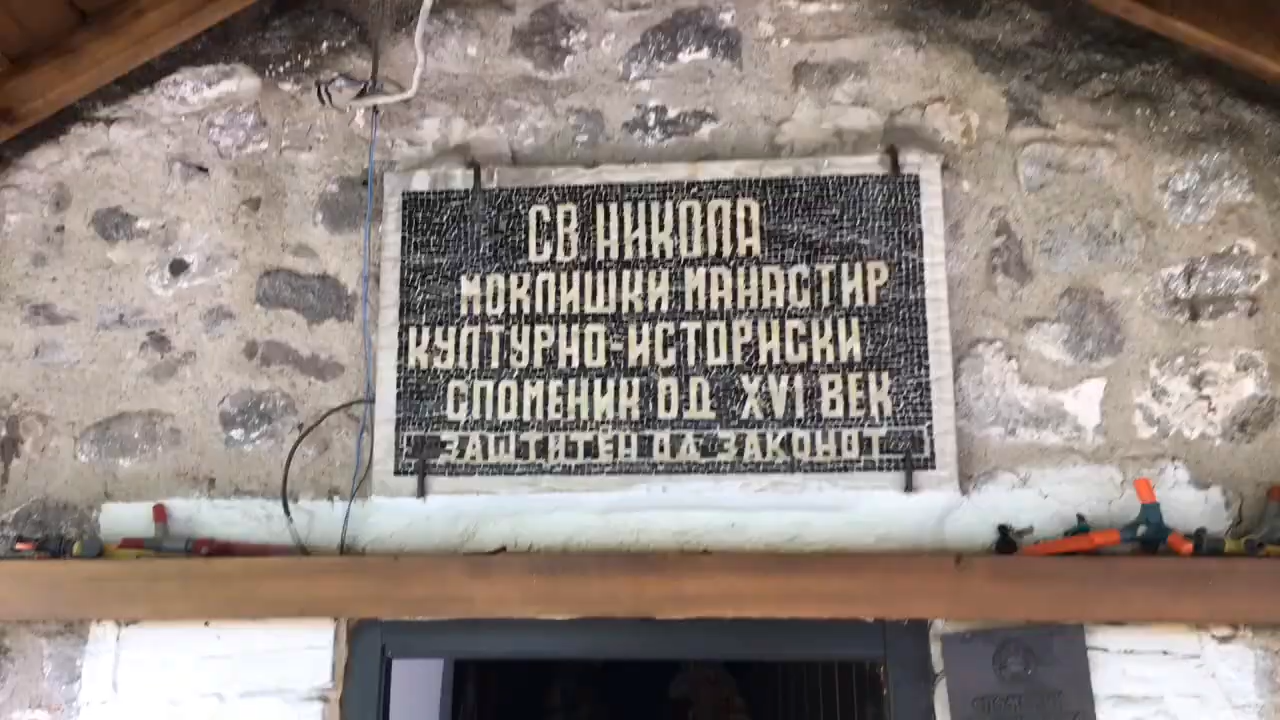 СВ НИКОЛА
МОКЛИШКИ МАНАСТИР
КУЛТУРНО-ИСТОРИСКИ
СПОМЕНИК ОД XVI ВЕК
ЗАШТИТЕН ОД ЗАКОНОТ